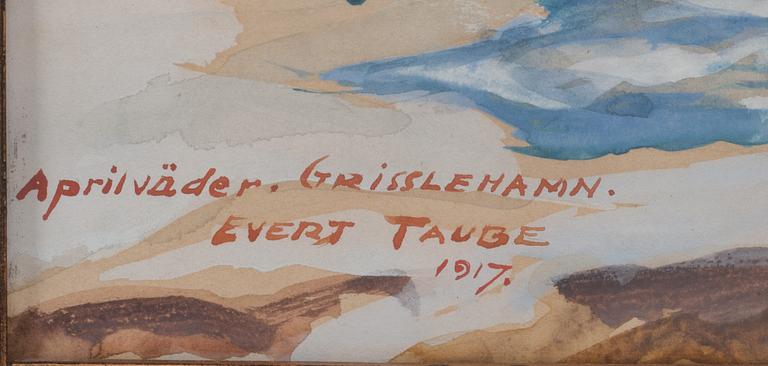 Aprilväder. GRISSLEHAMN.
EVERT TAUBE
1917.